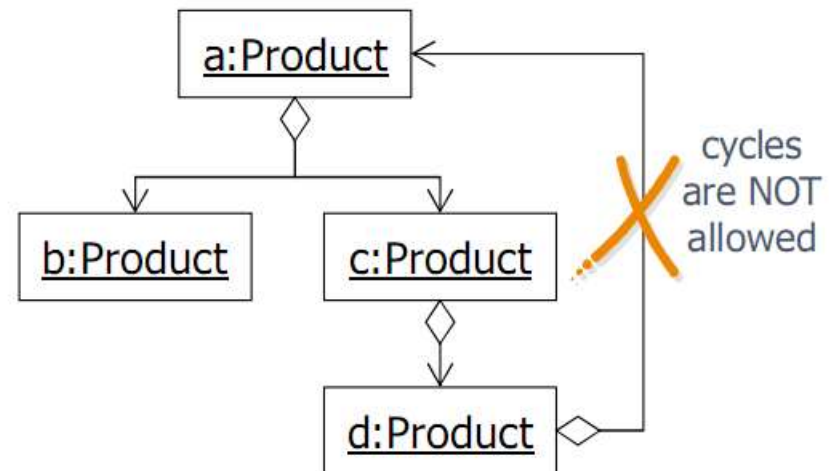 a:Product
cycles
are NOT
allowed
b:Product
c:Product
d:Product